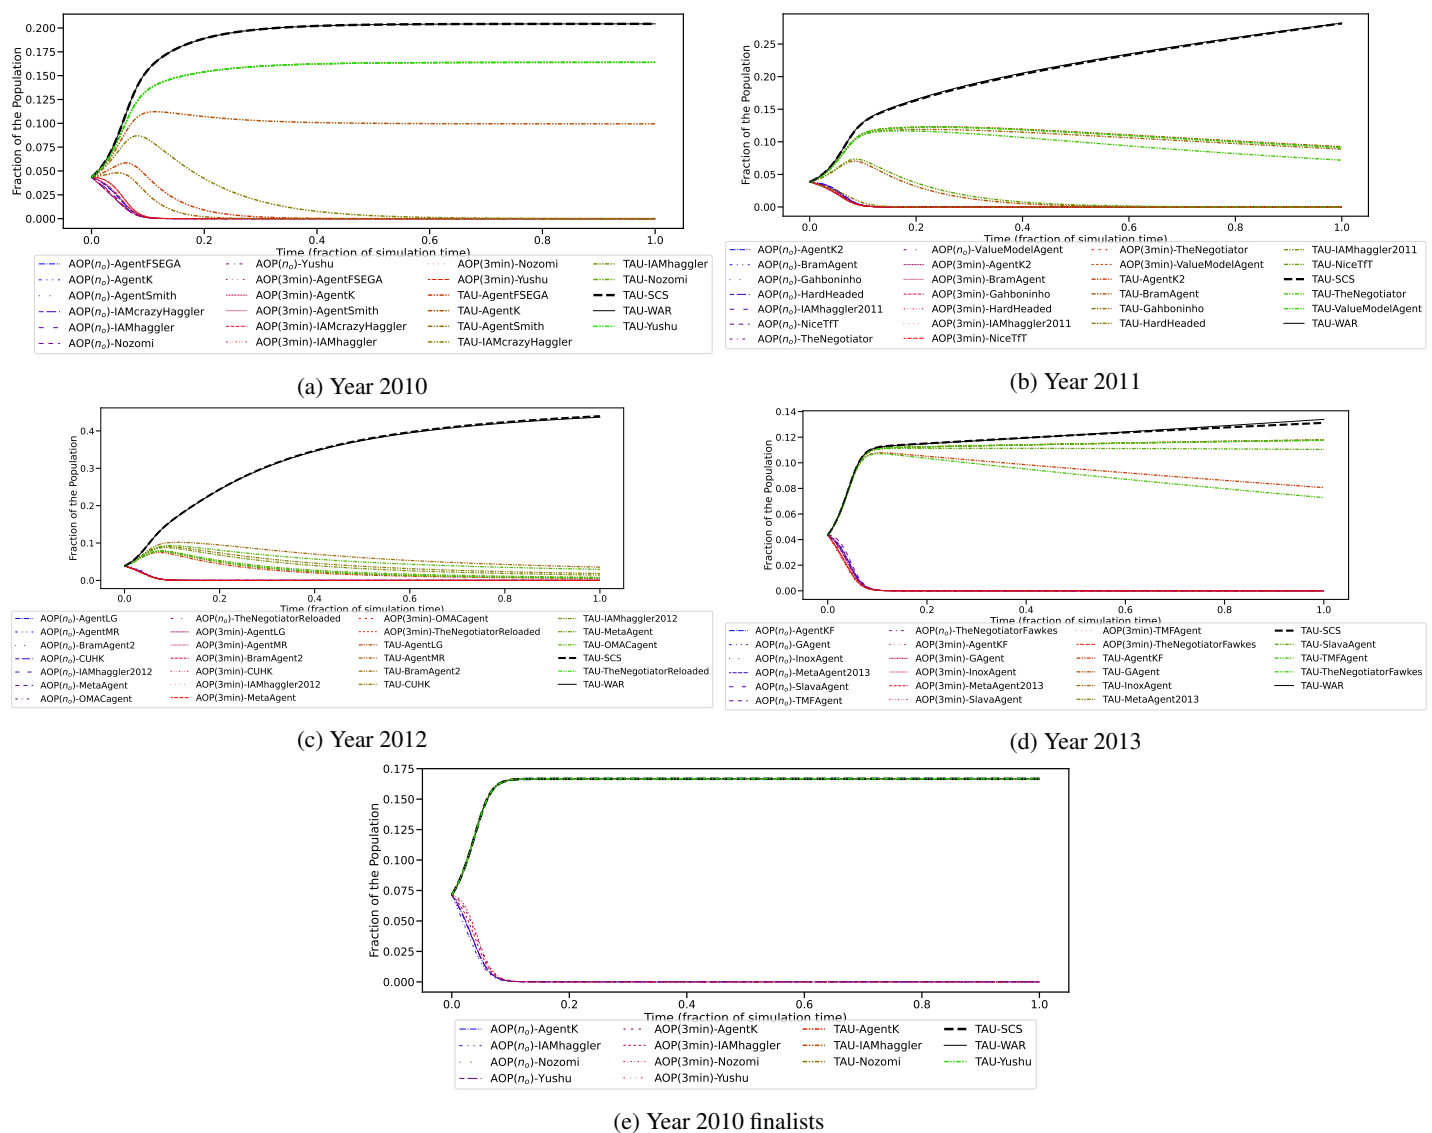 0.200
0.175
0.150
0.125
0.100
0.075
0.050
0.025
0.000
Fraction of the Population
0.0 0.2 0.4 0.6 0.8 1.0
Time (fraction of simulation time)
AOP(nₒ)-AgentFSEGA
AOP(nₒ)-AgentK
AOP(nₒ)-AgentSmith
AOP(nₒ)-IAMcrazyHaggler
AOP(nₒ)-IAMhaggler
AOP(nₒ)-Nozomi
AOP(nₒ)-Yushu
AOP(3min)-AgentFSEGA
AOP(3min)-AgentK
AOP(3min)-AgentSmith
AOP(3min)-IAMcrazyHaggler
AOP(3min)-IAMhaggler
AOP(3min)-Nozomi
AOP(3min)-Yushu
TAU-AgentFSEGA
TAU-AgentK
TAU-AgentSmith
TAU-IAMcrazyHaggler
TAU-IAMhaggler
TAU-Nozomi
TAU-SCS
TAU-WAR
TAU-Yushu
(a) Year 2010
0.25
0.20
0.15
0.10
0.05
0.00
Fraction of the Population
0.0 0.2 0.4 0.6 0.8 1.0
Time (fraction of simulation time)
AOP(nₒ)-AgentK2
AOP(nₒ)-BramAgent
AOP(nₒ)-Gahboninho
AOP(nₒ)-HardHeaded
AOP(nₒ)-IAMhaggler2011
AOP(nₒ)-NiceTfT
AOP(nₒ)-TheNegotiator
AOP(nₒ)-ValueModelAgent
AOP(3min)-AgentK2
AOP(3min)-BramAgent
AOP(3min)-Gahboninho
AOP(3min)-HardHeaded
AOP(3min)-IAMhaggler2011
AOP(3min)-NiceTfT
AOP(3min)-TheNegotiator
AOP(3min)-ValueModelAgent
TAU-AgentK2
TAU-BramAgent
TAU-Gahboninho
TAU-HardHeaded
TAU-IAMhaggler2011
TAU-NiceTfT
TAU-SCS
TAU-TheNegotiator
TAU-ValueModelAgent
TAU-WAR
(b) Year 2011
0.4
0.3
0.2
0.1
0.0
Fraction of the Population
0.0 0.2 0.4 0.6 0.8 1.0
Time (fraction of simulation time)
AOP(nₒ)-AgentLG
AOP(nₒ)-AgentMR
AOP(nₒ)-BramAgent2
AOP(nₒ)-CUHK
AOP(nₒ)-IAMhaggler2012
AOP(nₒ)-MetaAgent
AOP(nₒ)-OMACagent
AOP(nₒ)-TheNegotiatorReloaded
AOP(3min)-AgentLG
AOP(3min)-AgentMR
AOP(3min)-BramAgent2
AOP(3min)-CUHK
AOP(3min)-IAMhaggler2012
AOP(3min)-MetaAgent
AOP(3min)-OMACagent
AOP(3min)-TheNegotiatorReloaded
TAU-AgentLG
TAU-AgentMR
TAU-BramAgent2
TAU-CUHK
TAU-IAMhaggler2012
TAU-MetaAgent
TAU-OMACagent
TAU-SCS
TAU-TheNegotiatorReloaded
TAU-WAR
(c) Year 2012
0.14
0.12
0.10
0.08
0.06
0.04
0.02
0.00
Fraction of the Population
0.0 0.2 0.4 0.6 0.8 1.0
Time (fraction of simulation time)
AOP(nₒ)-AgentKF
AOP(nₒ)-GAgent
AOP(nₒ)-InoxAgent
AOP(nₒ)-MetaAgent2013
AOP(nₒ)-SlavaAgent
AOP(nₒ)-TMFAgent
AOP(nₒ)-TheNegotiatorFawkes
AOP(3min)-AgentKF
AOP(3min)-GAgent
AOP(3min)-InoxAgent
AOP(3min)-MetaAgent2013
AOP(3min)-SlavaAgent
AOP(3min)-TMFAgent
AOP(3min)-TheNegotiatorFawkes
TAU-AgentKF
TAU-GAgent
TAU-InoxAgent
TAU-MetaAgent2013
TAU-SCS
TAU-SlavaAgent
TAU-TMFAgent
TAU-TheNegotiatorFawkes
TAU-WAR
(d) Year 2013
0.175
0.150
0.125
0.100
0.075
0.050
0.025
0.000
Fraction of the Population
0.0 0.2 0.4 0.6 0.8 1.0
Time (fraction of simulation time)
AOP(nₒ)-AgentK
AOP(nₒ)-IAMhaggler
AOP(nₒ)-Nozomi
AOP(nₒ)-Yushu
AOP(3min)-AgentK
AOP(3min)-IAMhaggler
AOP(3min)-Nozomi
AOP(3min)-Yushu
TAU-AgentK
TAU-IAMhaggler
TAU-Nozomi
TAU-SCS
TAU-WAR
TAU-Yushu
(e) Year 2010 finalists